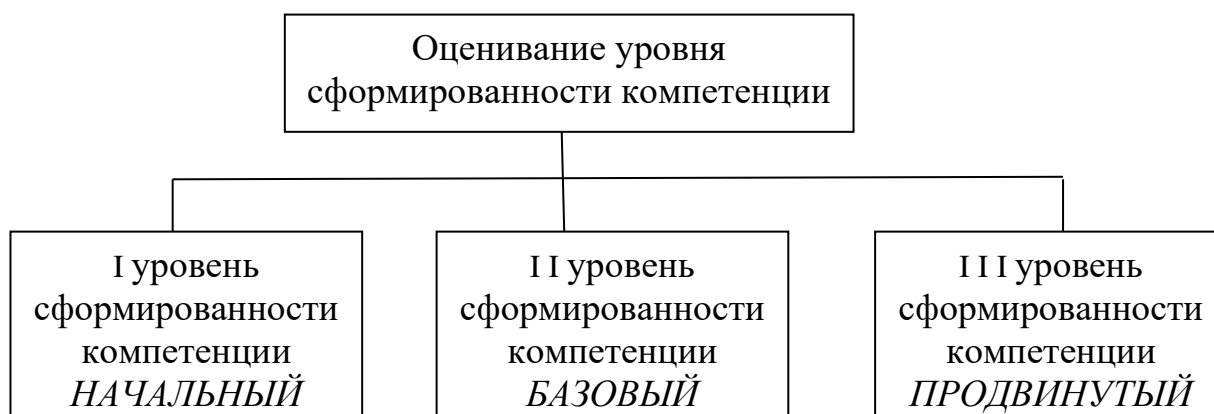 Оценивание уровня
сформированности компетенции
I уровень
сформированности
компетенции
НАЧАЛЬНЫЙ
I I уровень
сформированности
компетенции
БАЗОВЫЙ
I I I уровень
сформированности
компетенции
ПРОДВИНУТЫЙ